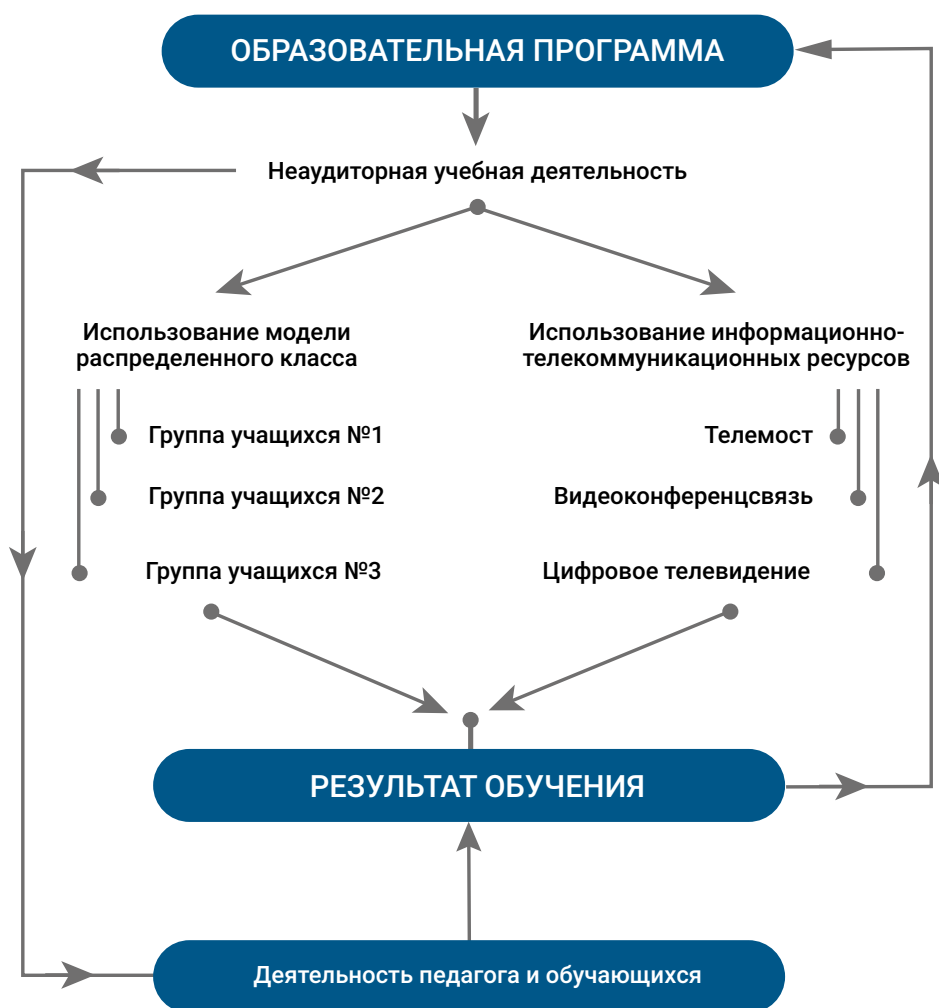 ОБРАЗОВАТЕЛЬНАЯ ПРОГРАММА
Неаудиторная учебная деятельность
Использование модели
распределенного класса
Группа учащихся №1
Группа учащихся №2
Группа учащихся №3
Использование информационно-
телекоммуникационных ресурсов
Телемост
Видеоконференцсвязь
Цифровое телевидение
РЕЗУЛЬТАТ ОБУЧЕНИЯ
Деятельность педагога и обучающихся